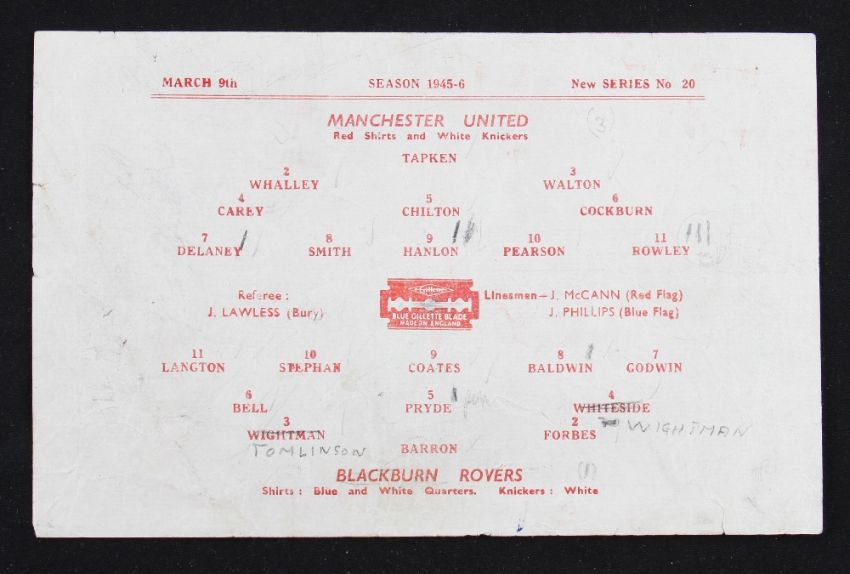 MARCH 9th SEASON 1945-6 New SERIES No 20
MANCHESTER UNITED
Red Shirts and White Knickers
(3)
TAPKEN
2 3
WHALLEY WALTON
4 5 6
CAREY CHILTON COCKBURN
7 8 9 10 11
DELANEY SMITH HANLON PEARSON ROWLEY
Referee : Linesmen—J. McCANN (Red Flag)
J. LAWLESS (Bury) J. PHILLIPS (Blue Flag)
Gillette
BLUE GILLETTE BLADE
MADE IN ENGLAND
11 10 9 8 7
LANGTON STEPHAN COATES BALDWIN GODWIN
6 5 4
BELL PRYDE WHITESIDE
3 2
WIGHTMAN FORBES WIGHTMAN
TOMLINSON
BARRON
BLACKBURN ROVERS (1)
Shirts : Blue and White Quarters. Knickers : White